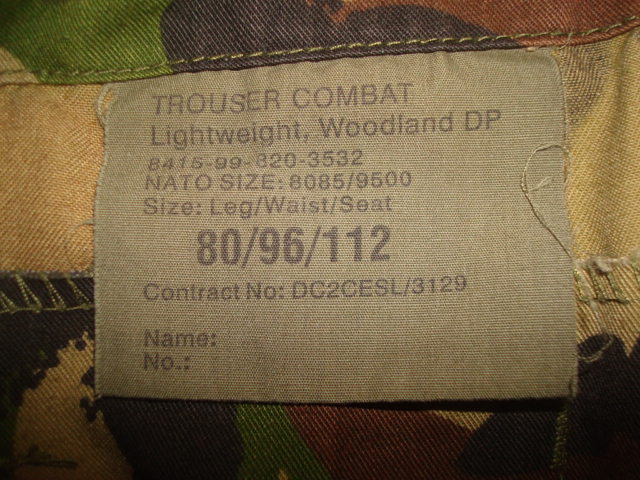 TROUSER COMBAT
Lightweight, Woodland DP
8415-99-820-3532
NATO SIZE: 8085/9500
Size: Leg/Waist/Seat
80/96/112
Contract No: DC2CESL/3129
Name:
No.: